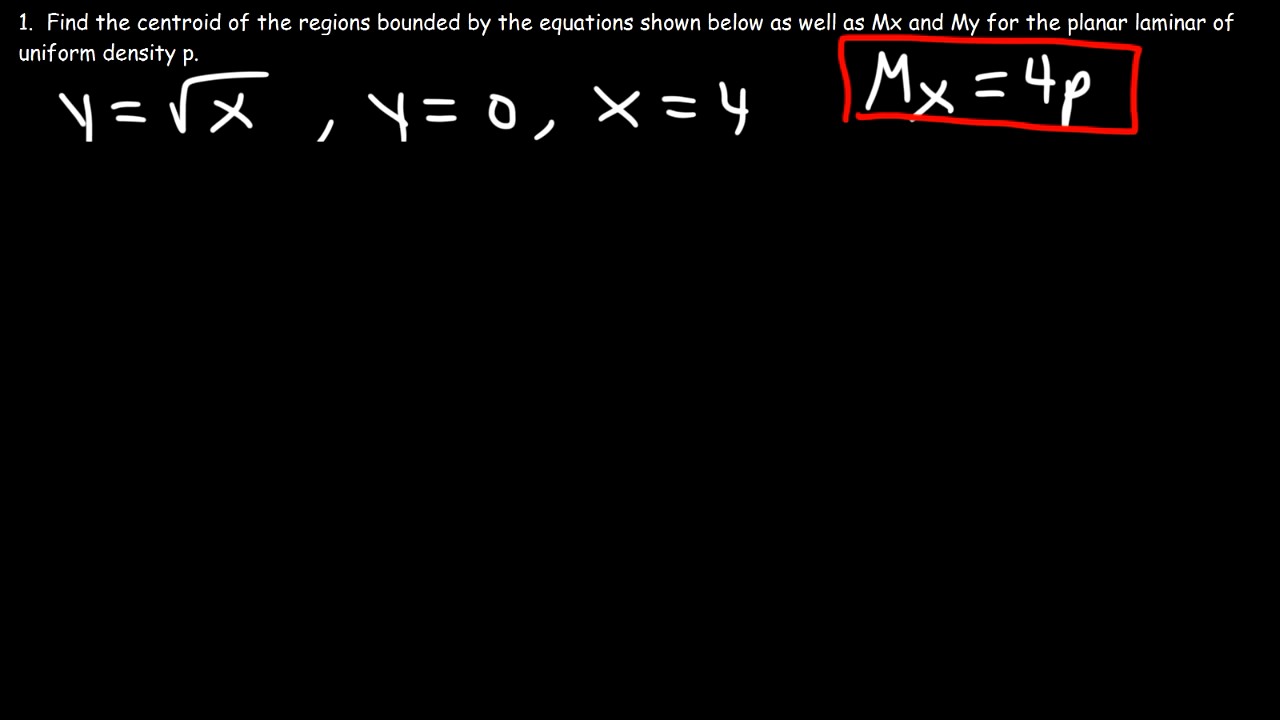 1. Find the centroid of the regions bounded by the equations shown below as well as Mx and My for the planar laminar of
uniform density p.
y = √x , y = 0, x = 4
Mx = 4p